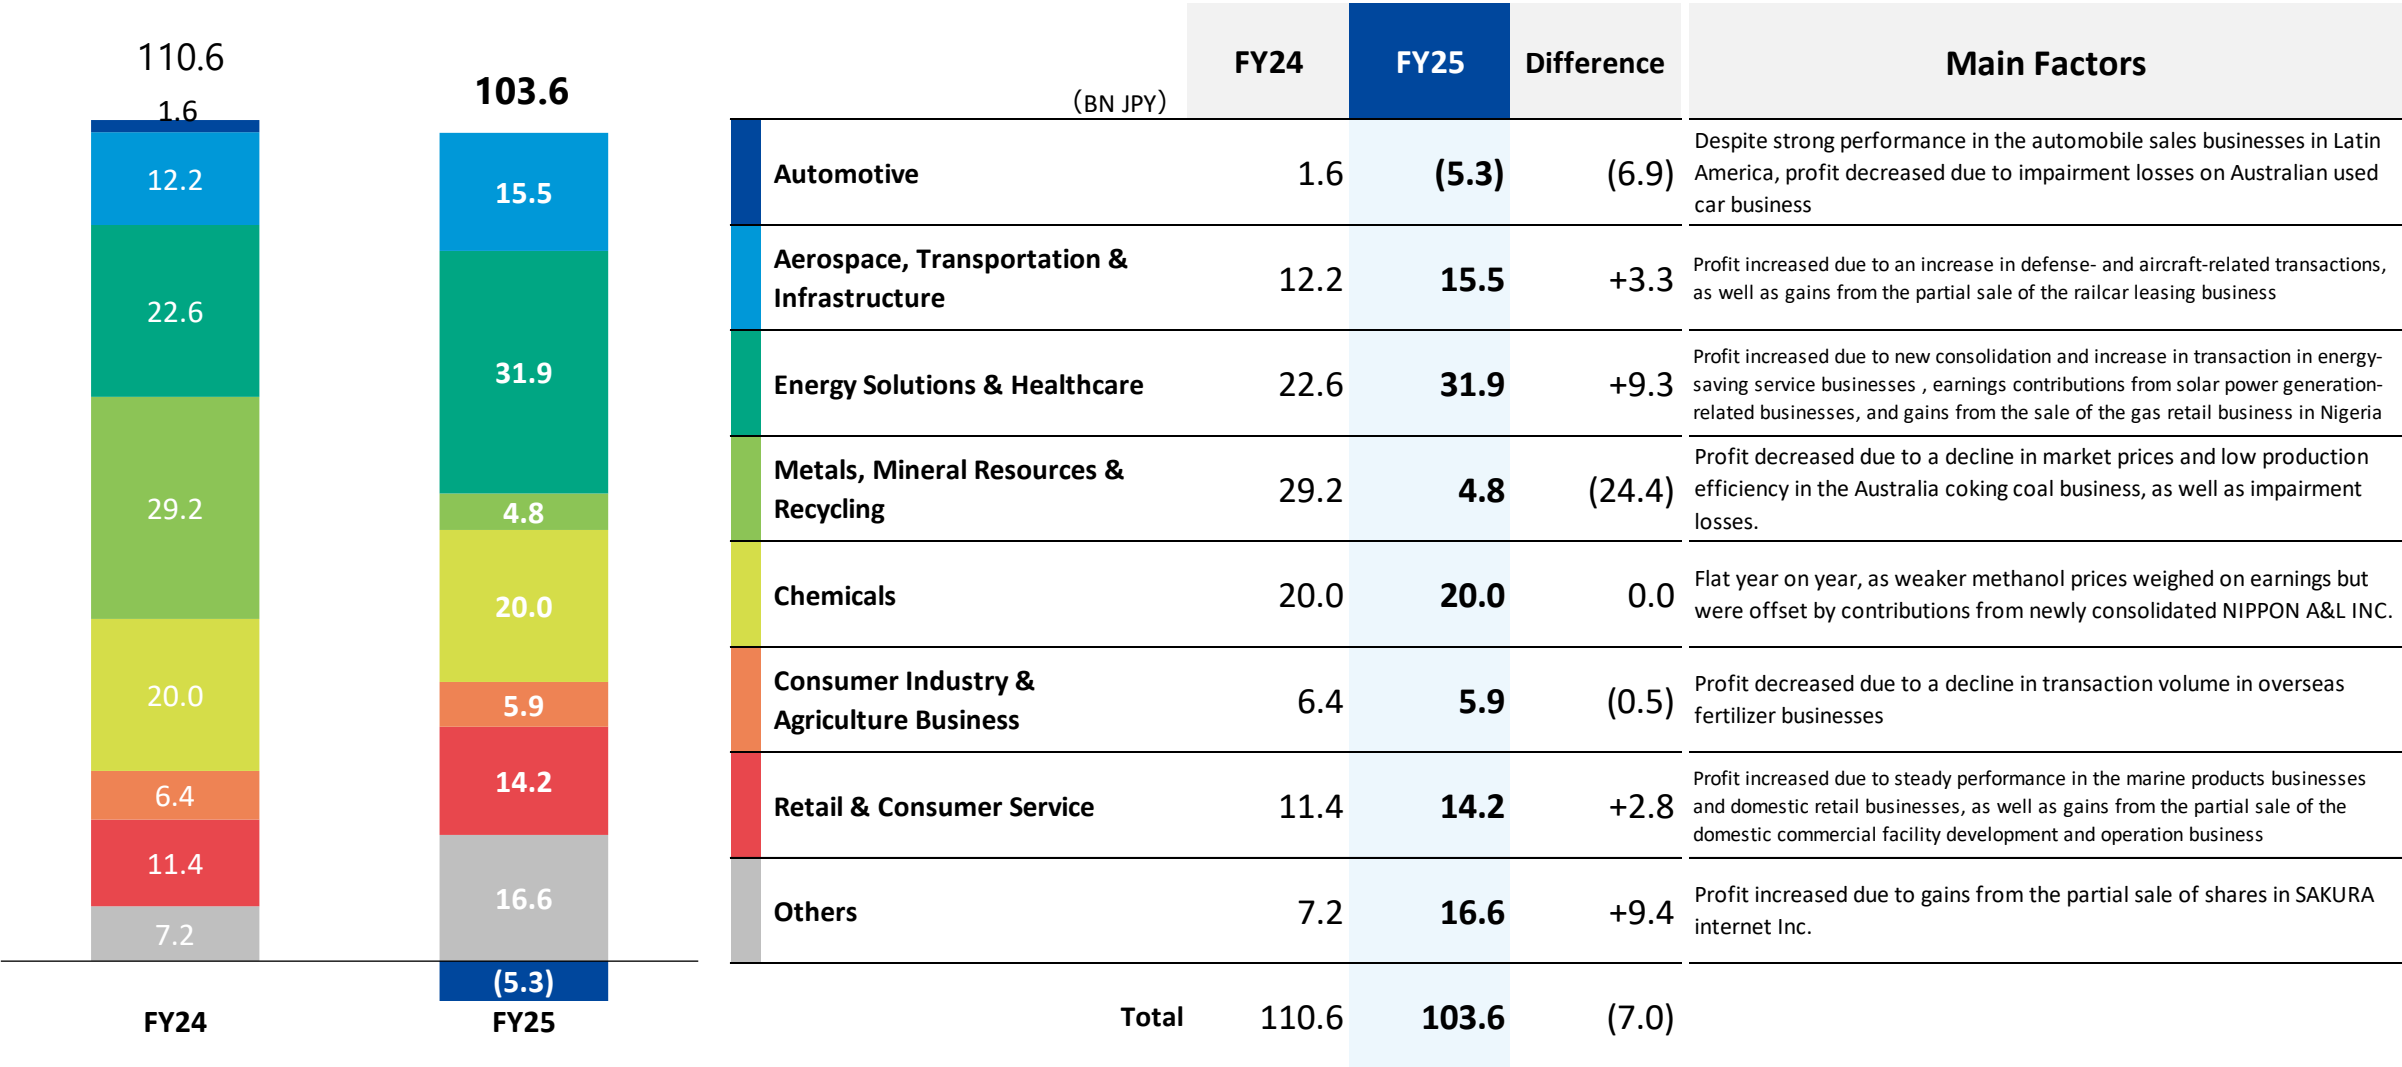 110.6
1.6
12.2
22.6
29.2
20.0
6.4
11.4
7.2
FY24
103.6
15.5
31.9
4.8
20.0
5.9
14.2
16.6
(5.3)
FY25
(BN JPY) FY24 FY25 Difference Main Factors
Automotive 1.6 (5.3) (6.9)
Despite strong performance in the automobile sales businesses in Latin
America, profit decreased due to impairment losses on Australian used
car business
Aerospace, Transportation &
Infrastructure
12.2 15.5 +3.3
Profit increased due to an increase in defense- and aircraft-related transactions,
as well as gains from the partial sale of the railcar leasing business
Energy Solutions & Healthcare 22.6 31.9 +9.3
Profit increased due to new consolidation and increase in transaction in energy-
saving service businesses , earnings contributions from solar power generation-
related businesses, and gains from the sale of the gas retail business in Nigeria
Metals, Mineral Resources &
Recycling
29.2 4.8 (24.4)
Profit decreased due to a decline in market prices and low production
efficiency in the Australia coking coal business, as well as impairment
losses.
Chemicals 20.0 20.0 0.0
Flat year on year, as weaker methanol prices weighed on earnings but
were offset by contributions from newly consolidated NIPPON A&L INC.
Consumer Industry &
Agriculture Business
6.4 5.9 (0.5)
Profit decreased due to a decline in transaction volume in overseas
fertilizer businesses
Retail & Consumer Service 11.4 14.2 +2.8
Profit increased due to steady performance in the marine products businesses
and domestic retail businesses, as well as gains from the partial sale of the
domestic commercial facility development and operation business
Others 7.2 16.6 +9.4
Profit increased due to gains from the partial sale of shares in SAKURA
internet Inc.
Total 110.6 103.6 (7.0)